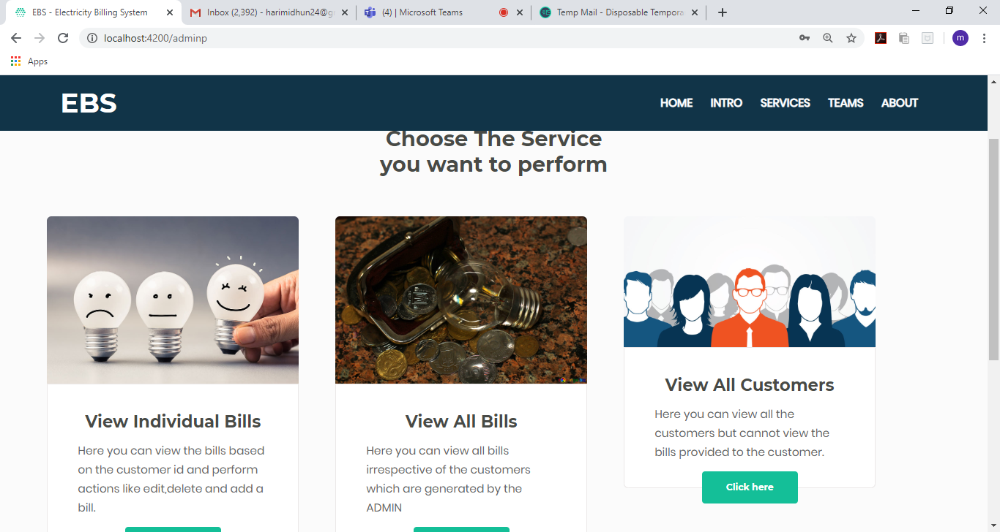 EBS - Electricity Billing System
Inbox (2,392) - harimidhun24@g
(4) | Microsoft Teams
Temp Mail - Disposable Tempora
localhost:4200/adminp
m
Apps
EBS
HOME
INTRO
SERVICES
TEAMS
ABOUT
Choose The Service
you want to perform
View Individual Bills
Here you can view the bills based
on the customer id and perform
actions like edit,delete and add a
bill.
View All Bills
Here you can view all bills
irrespective of the customers
which are generated by the
ADMIN
View All Customers
Here you can view all the
customers but cannot view the
bills provided to the customer.
Click here